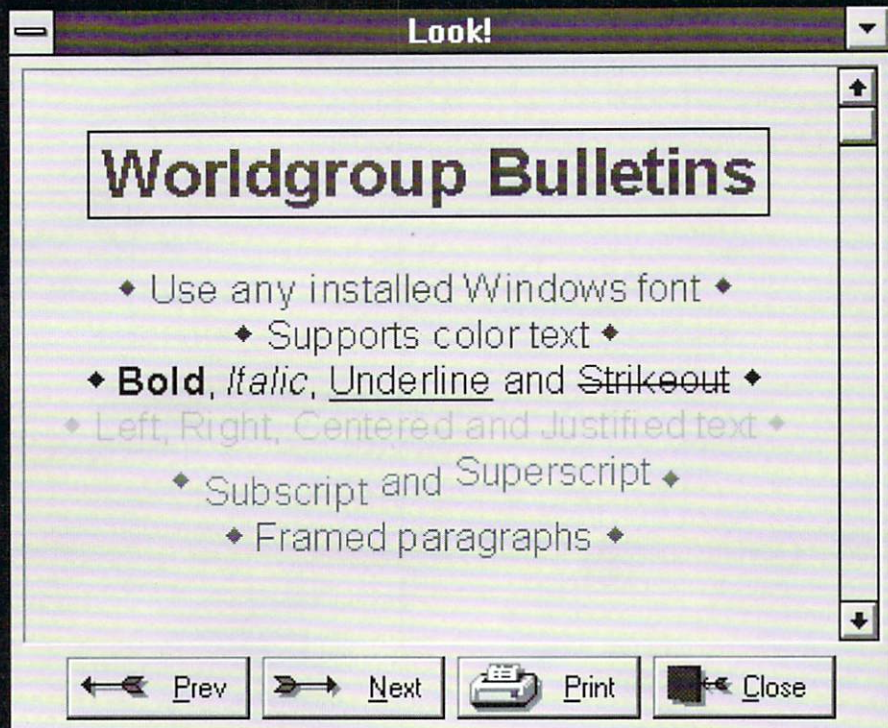 Look!
Worldgroup Bulletins
◆ Use any installed Windows font ◆
◆ Supports color text ◆
◆ Bold, Italic, Underline and Strikeout ◆
◆ Left, Right, Centered and Justified text ◆
◆ Subscript and Superscript ◆
◆ Framed paragraphs ◆
Prev Next Print Close